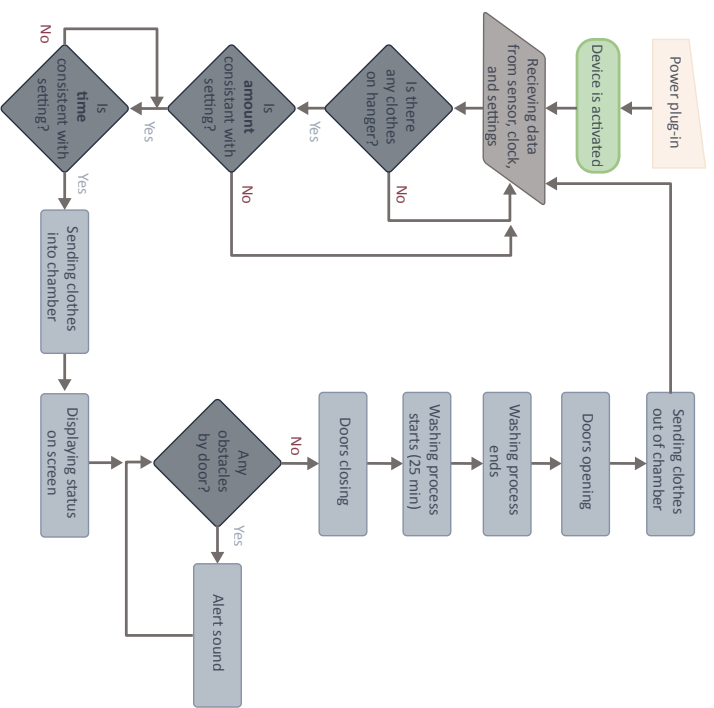 Power plug-in
Device is activated
Recieving data
from sensor, clock,
and settings
Is there
any clothes
on hanger?
No
Yes
Is
amount
consistant with
setting?
No
Yes
Is
time
consistent with
setting?
No
Yes
Sending clothes
into chamber
Displaying status
on screen
Any
obstacles
by door?
Yes
Alert sound
No
Doors closing
Washing process
starts (25 min)
Washing process
ends
Doors opening
Sending clothes
out of chamber